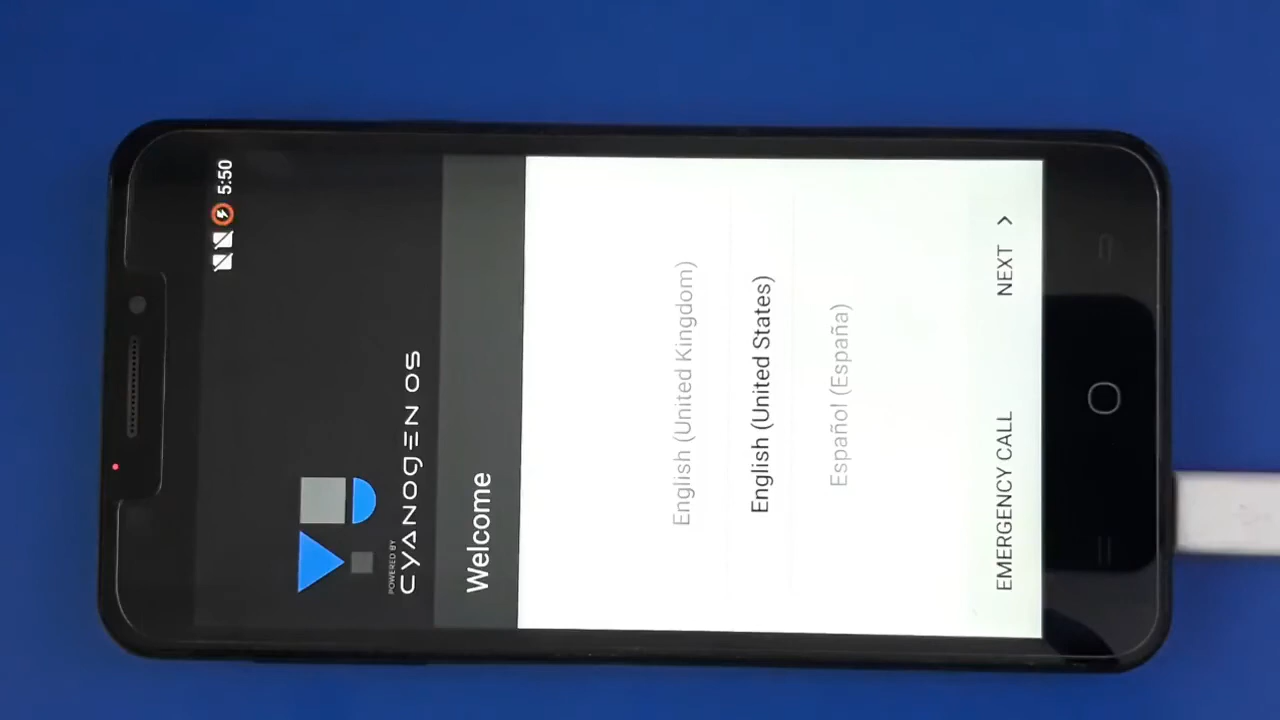 5:50
POWERED BY
CYANOGEN OS
Welcome
English (United Kingdom)
English (United States)
Español (España)
EMERGENCY CALL NEXT